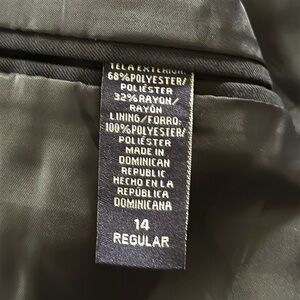 TELA EXTERIOR:
68%POLYESTER/
POLIÉSTER
32%RAYON/
RAYÓN
LINING/FORRO:
100%POLYESTER/
POLIÉSTER
MADE IN
DOMINICAN
REPUBLIC
HECHO EN LA
REPÚBLICA
DOMINICANA
14
REGULAR